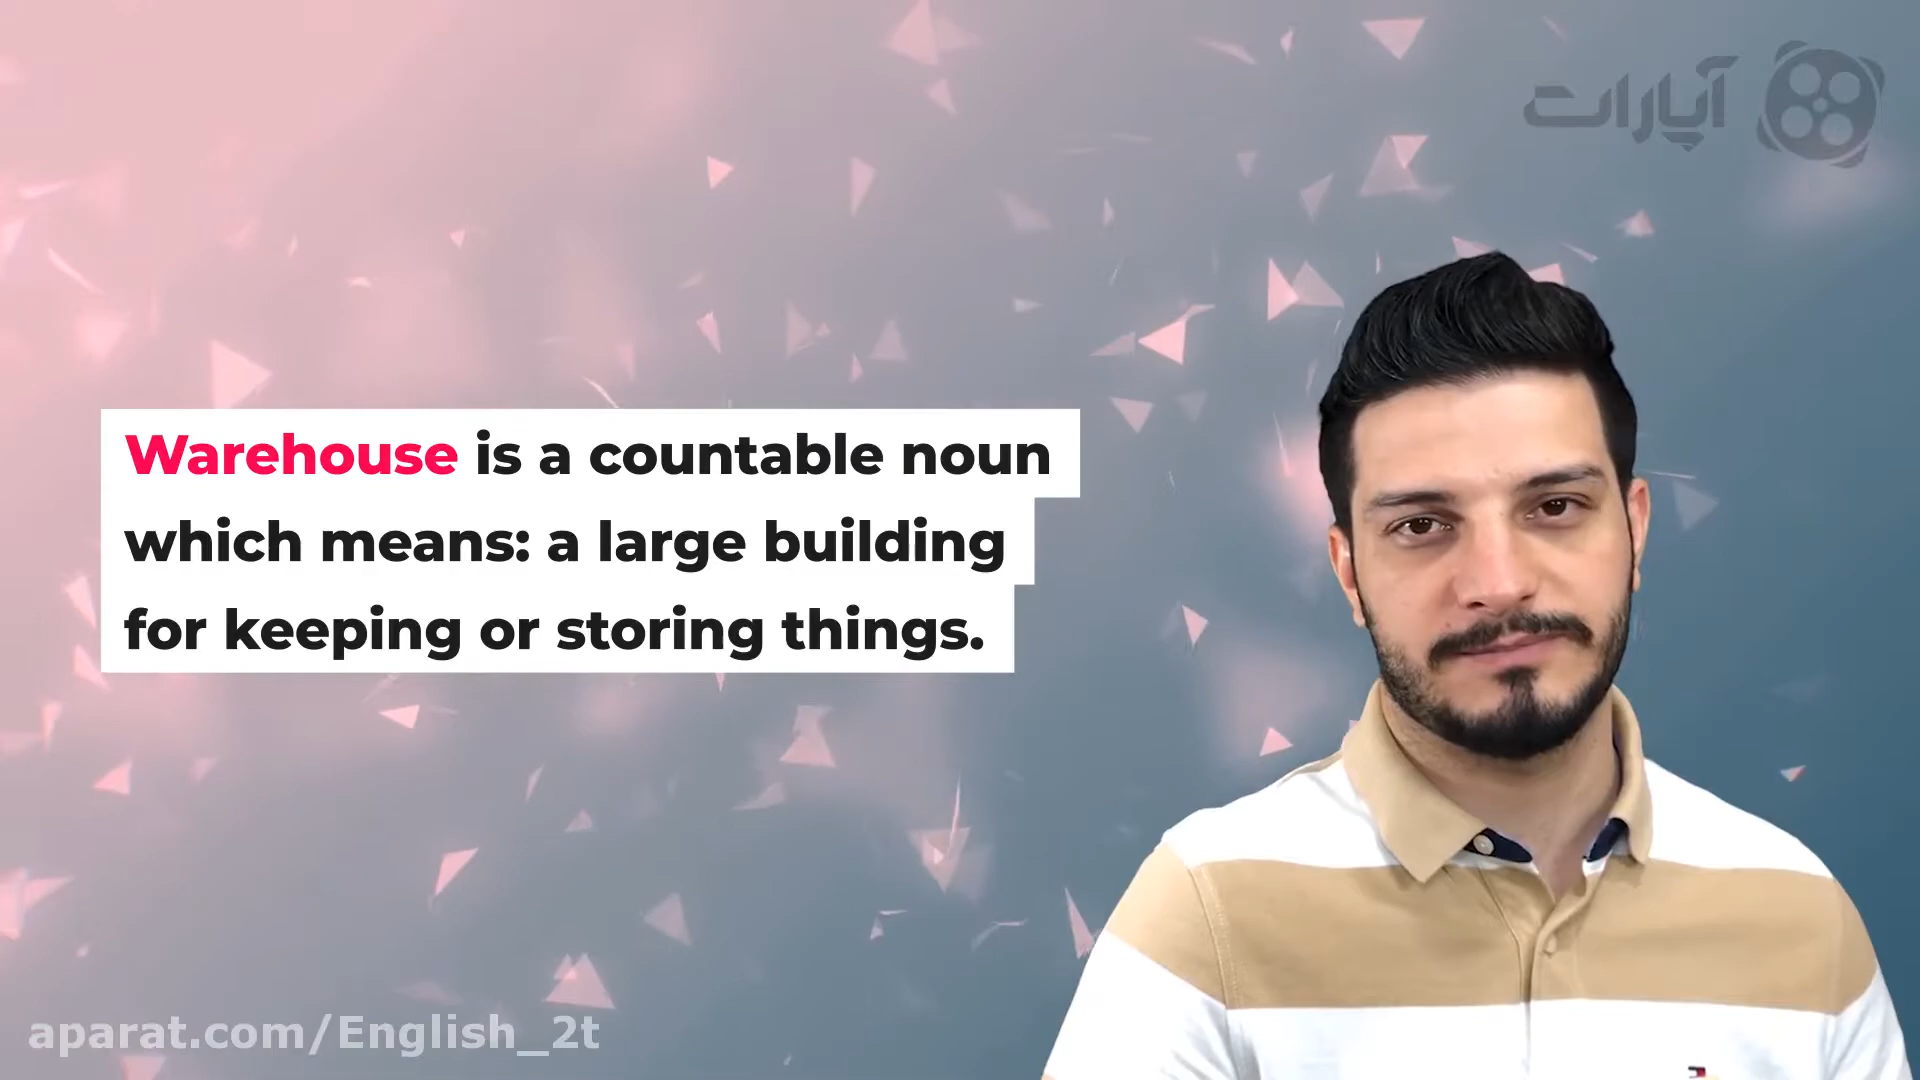 آپارات
Warehouse is a countable noun
which means: a large building
for keeping or storing things.
aparat.com/English_2t